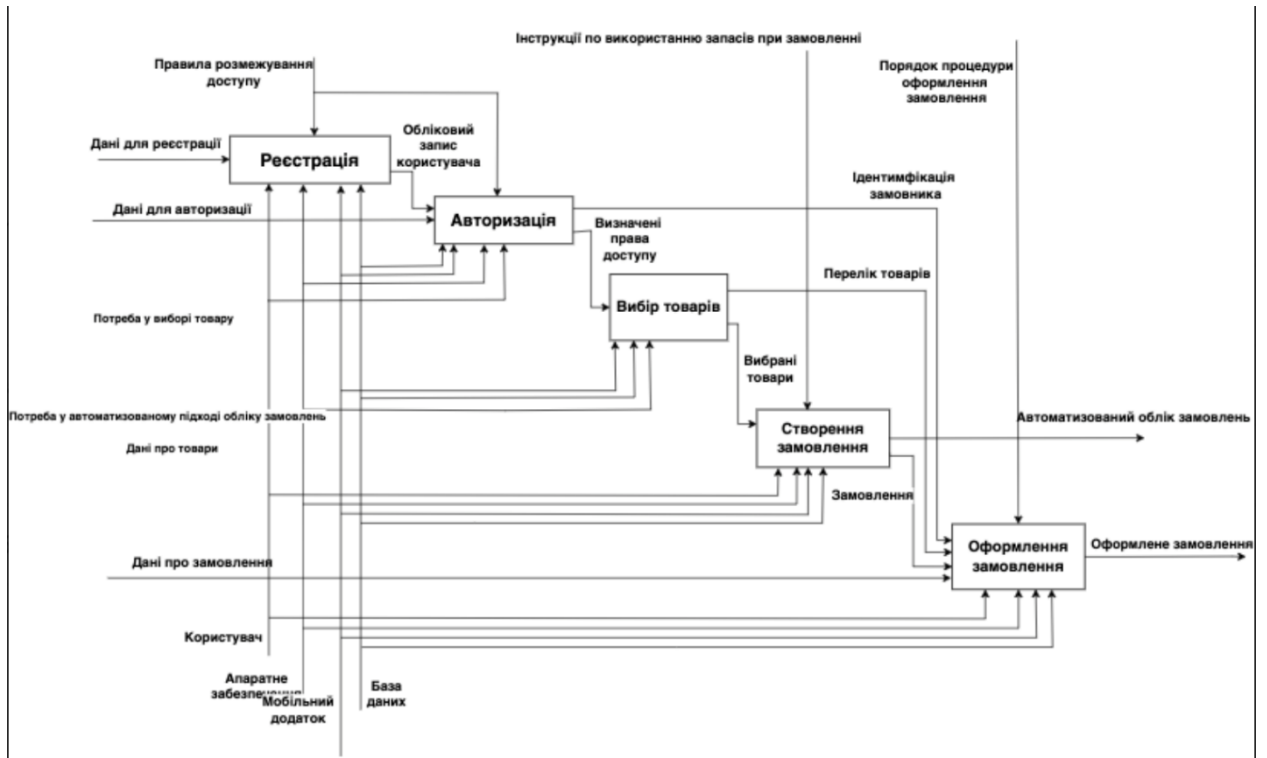 Інструкції по використанню запасів при замовленні
Правила розмежування
доступу
Порядок процедури
оформлення
замовлення
Дані для реєстрації
Реєстрація
Обліковий
запис
користувача
Ідентимфікація
замовника
Дані для авторизації
Авторизація
Визначені
права
доступу
Перелік товарів
Вибір товарів
Потреба у виборі товару
Вибрані
товари
Потреба у автоматизованому підході обліку замовлень
Автоматизований облік замовлень
Створення
замовлення
Дані про товари
Замовлення
Оформлення
замовлення
Оформлене замовлення
Дані про замовлення
Користувач
Апаратне
забезпечення
Мобільний
додаток
База
даних